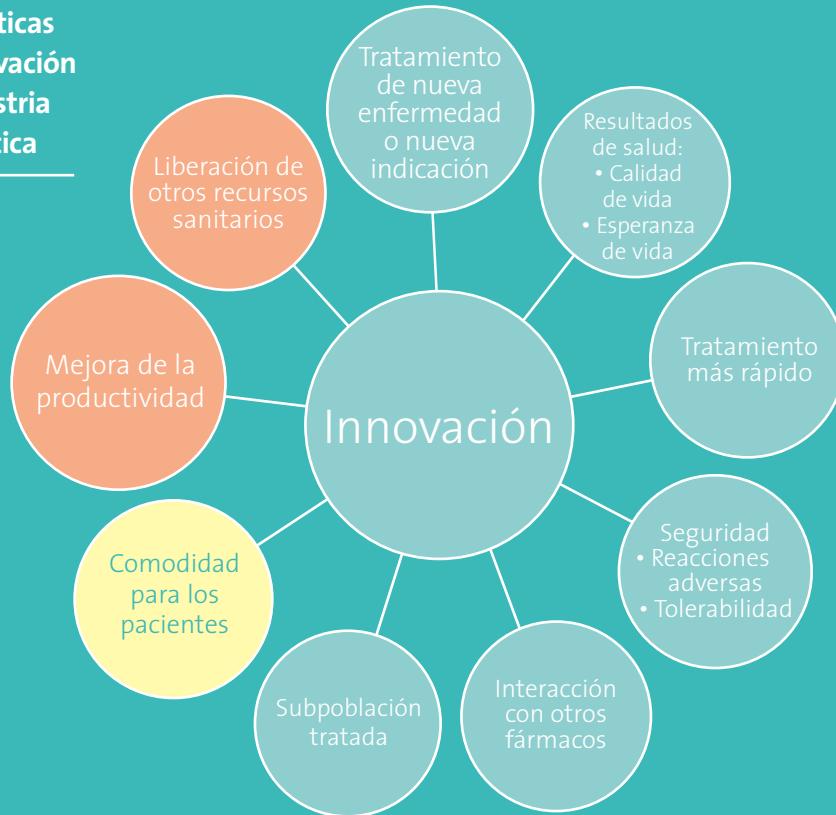 ticas
vación
stria
tica
Tratamiento
de nueva
enfermedad
o nueva
indicación
Resultados
de salud:
• Calidad
de vida
• Esperanza
de vida
Tratamiento
más rápido
Seguridad
• Reacciones
adversas
• Tolerabilidad
Interacción
con otros
fármacos
Subpoblación
tratada
Comodidad
para los
pacientes
Mejora de la
productividad
Liberación de
otros recursos
sanitarios
Innovación